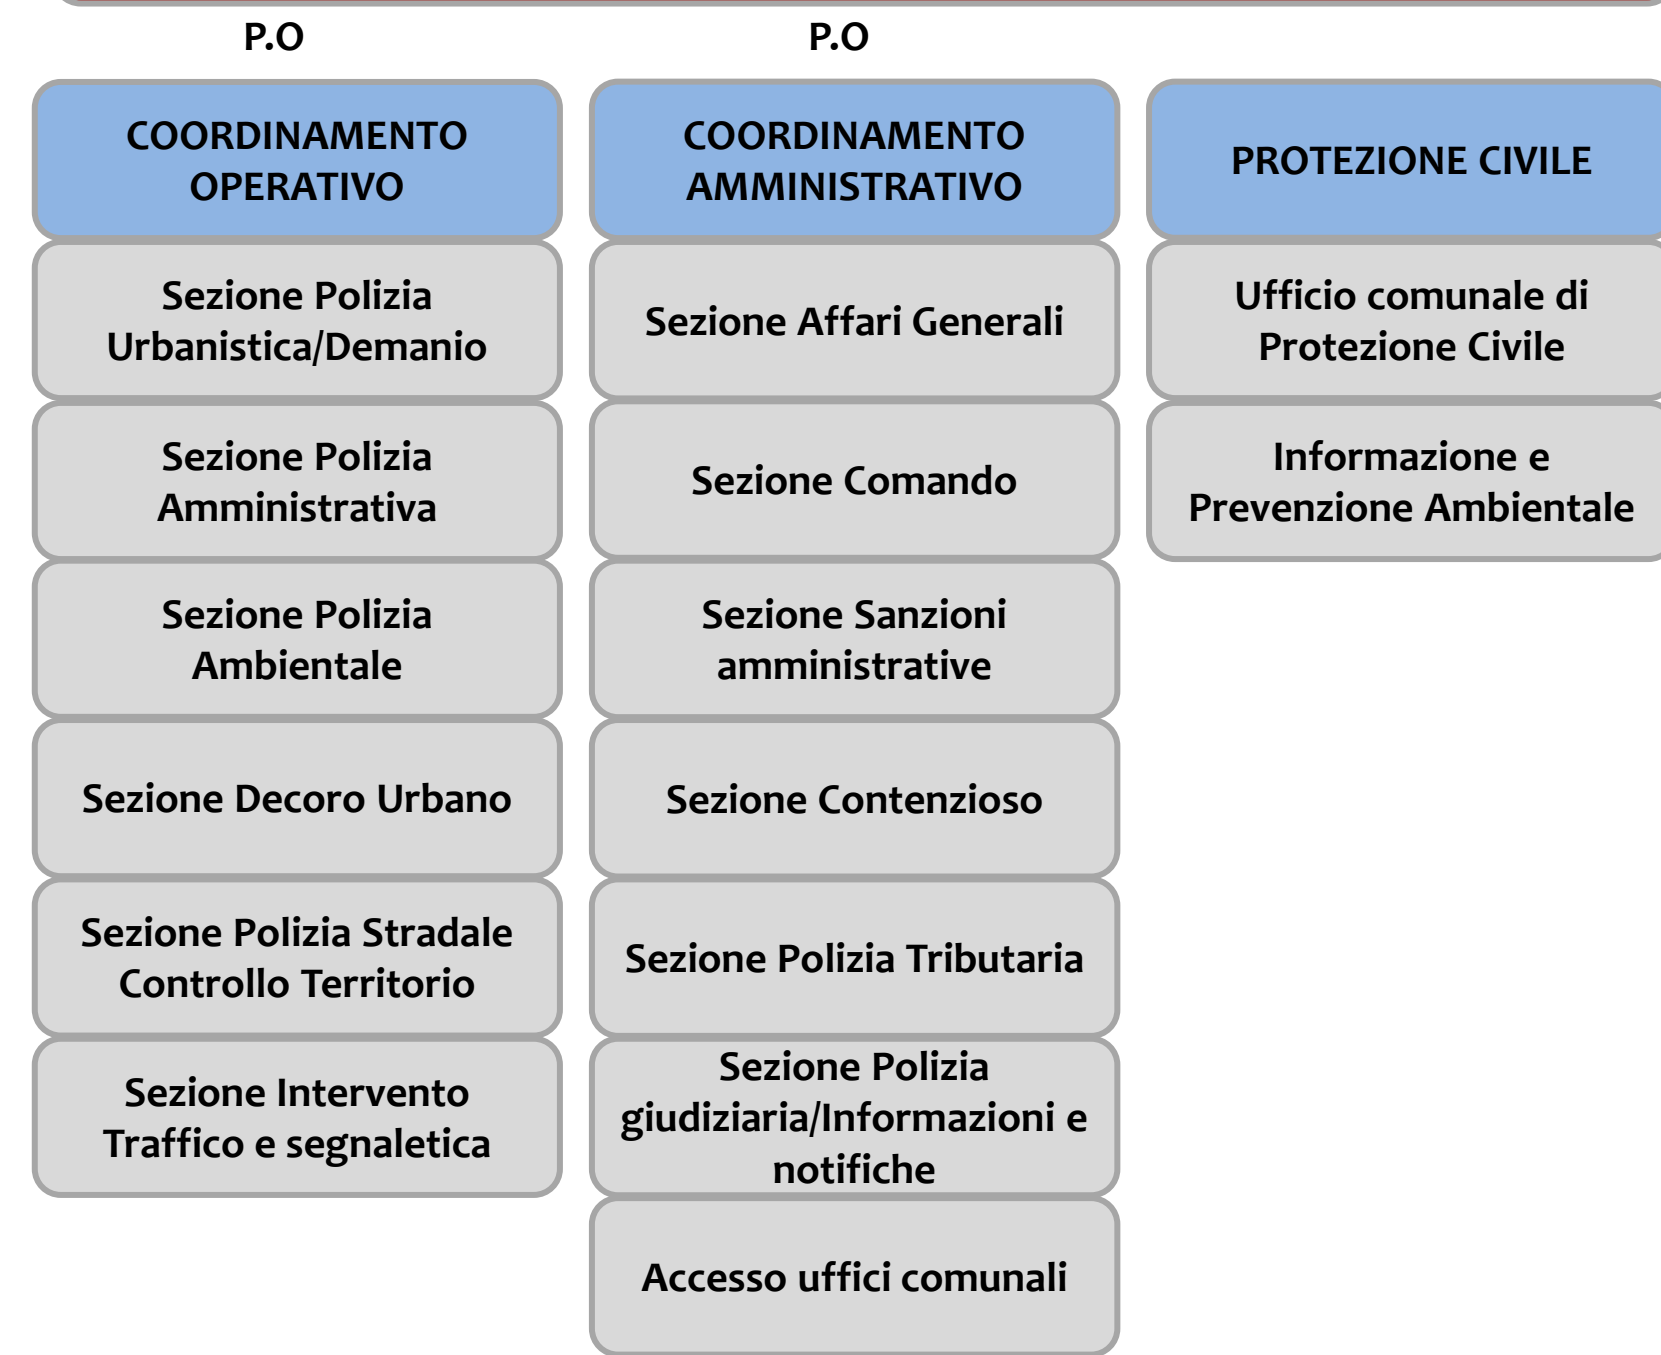 P.O
P.O
COORDINAMENTO
OPERATIVO
Sezione Polizia
Urbanistica/Demanio
Sezione Polizia
Amministrativa
Sezione Polizia
Ambientale
Sezione Decoro Urbano
Sezione Polizia Stradale
Controllo Territorio
Sezione Intervento
Traffico e segnaletica
COORDINAMENTO
AMMINISTRATIVO
Sezione Affari Generali
Sezione Comando
Sezione Sanzioni
amministrative
Sezione Contenzioso
Sezione Polizia Tributaria
Sezione Polizia
giudiziaria/Informazioni e
notifiche
Accesso uffici comunali
PROTEZIONE CIVILE
Ufficio comunale di
Protezione Civile
Informazione e
Prevenzione Ambientale